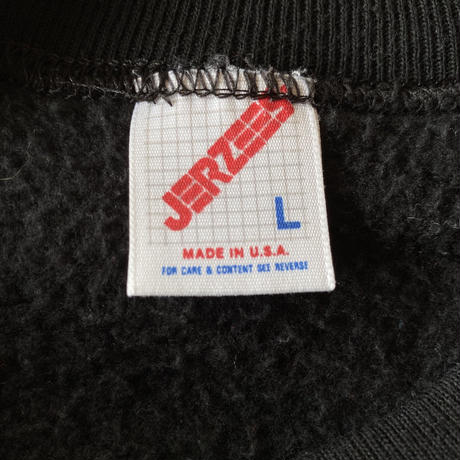 JERZEES
L
MADE IN U.S.A.
FOR CARE & CONTENT SEE REVERSE